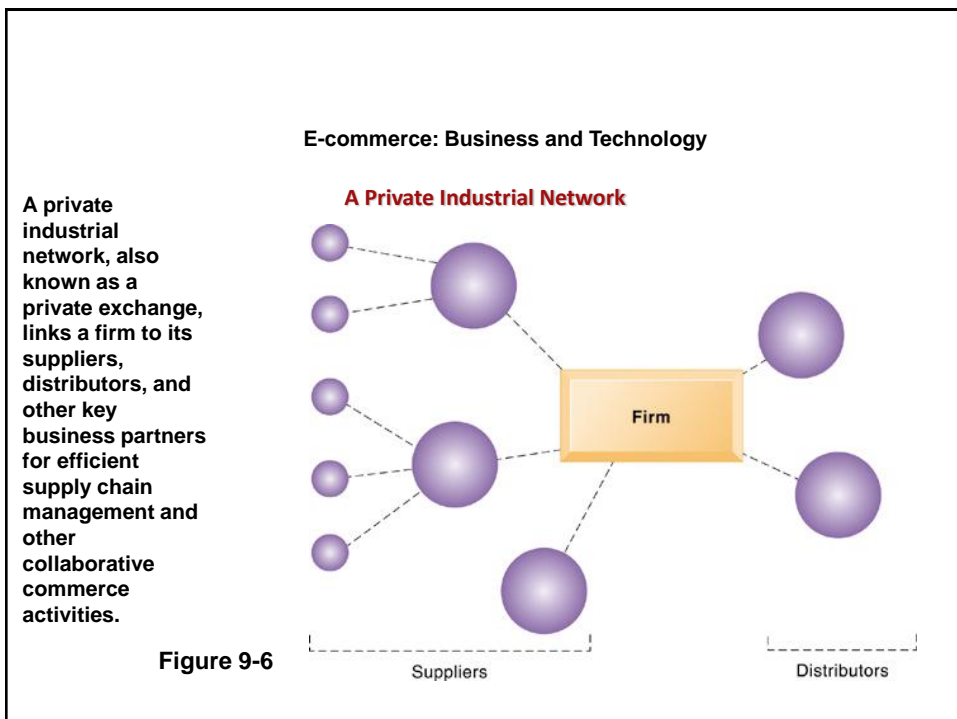 E-commerce: Business and Technology
A Private Industrial Network
A private
industrial
network, also
known as a
private exchange,
links a firm to its
suppliers,
distributors, and
other key
business partners
for efficient
supply chain
management and
other
collaborative
commerce
activities.
Firm
Figure 9-6
Suppliers
Distributors